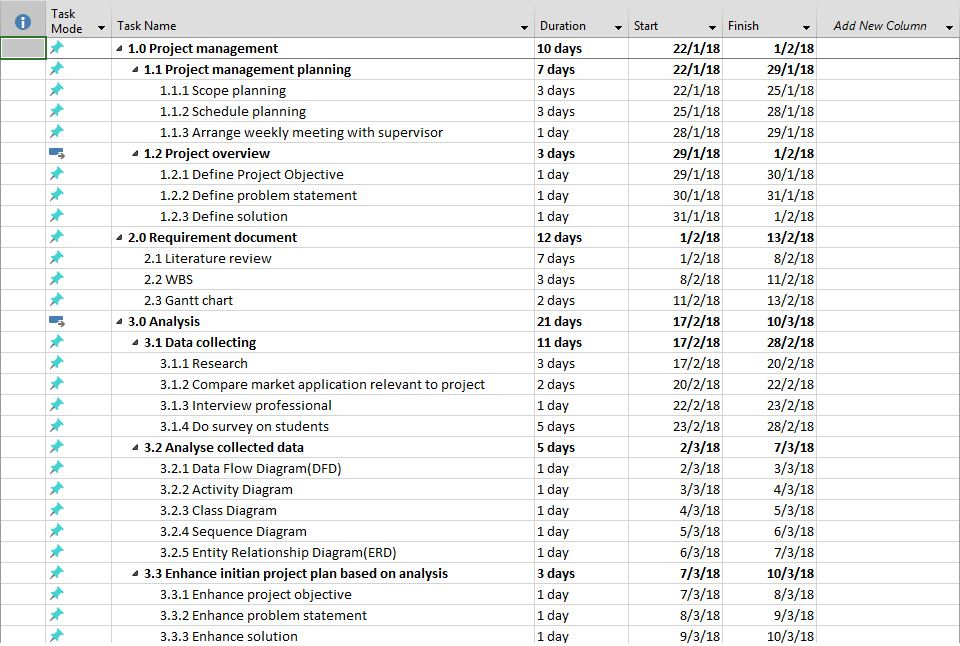 Task Mode Task Name Duration Start Finish Add New Column
1.0 Project management 10 days 22/1/18 1/2/18
1.1 Project management planning 7 days 22/1/18 29/1/18
1.1.1 Scope planning 3 days 22/1/18 25/1/18
1.1.2 Schedule planning 3 days 25/1/18 28/1/18
1.1.3 Arrange weekly meeting with supervisor 1 day 28/1/18 29/1/18
1.2 Project overview 3 days 29/1/18 1/2/18
1.2.1 Define Project Objective 1 day 29/1/18 30/1/18
1.2.2 Define problem statement 1 day 30/1/18 31/1/18
1.2.3 Define solution 1 day 31/1/18 1/2/18
2.0 Requirement document 12 days 1/2/18 13/2/18
2.1 Literature review 7 days 1/2/18 8/2/18
2.2 WBS 3 days 8/2/18 11/2/18
2.3 Gantt chart 2 days 11/2/18 13/2/18
3.0 Analysis 21 days 17/2/18 10/3/18
3.1 Data collecting 11 days 17/2/18 28/2/18
3.1.1 Research 3 days 17/2/18 20/2/18
3.1.2 Compare market application relevant to project 2 days 20/2/18 22/2/18
3.1.3 Interview professional 1 day 22/2/18 23/2/18
3.1.4 Do survey on students 5 days 23/2/18 28/2/18
3.2 Analyse collected data 5 days 2/3/18 7/3/18
3.2.1 Data Flow Diagram(DFD) 1 day 2/3/18 3/3/18
3.2.2 Activity Diagram 1 day 3/3/18 4/3/18
3.2.3 Class Diagram 1 day 4/3/18 5/3/18
3.2.4 Sequence Diagram 1 day 5/3/18 6/3/18
3.2.5 Entity Relationship Diagram(ERD) 1 day 6/3/18 7/3/18
3.3 Enhance initian project plan based on analysis 3 days 7/3/18 10/3/18
3.3.1 Enhance project objective 1 day 7/3/18 8/3/18
3.3.2 Enhance problem statement 1 day 8/3/18 9/3/18
3.3.3 Enhance solution 1 day 9/3/18 10/3/18